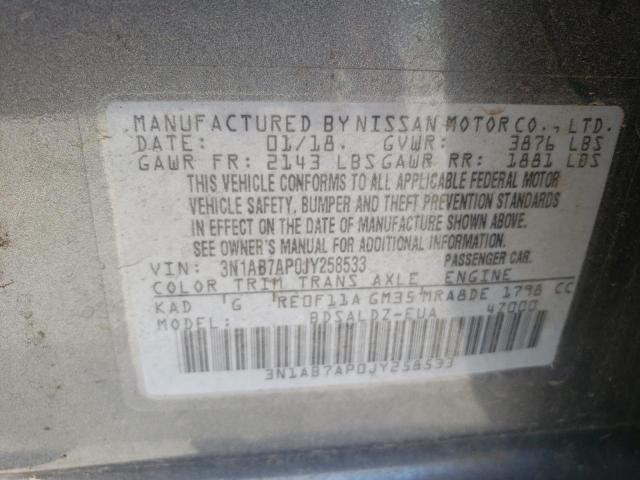 MANUFACTURED BY NISSAN MOTOR CO., LTD.
DATE: 01/18. GVWR: 3876 LBS
GAWR FR: 2143 LBS GAWR RR: 1881 LBS
THIS VEHICLE CONFORMS TO ALL APPLICABLE FEDERAL MOTOR
VEHICLE SAFETY, BUMPER AND THEFT PREVENTION STANDARDS
IN EFFECT ON THE DATE OF MANUFACTURE SHOWN ABOVE.
SEE OWNER'S MANUAL FOR ADDITIONAL INFORMATION.
VIN: 3N1AB7AP0JY258533 PASSENGER CAR.
COLOR TRIM TRANS AXLE ENGINE
KAD G RE0F11A GM35 MRA8DE 1798 CC
MODEL: BDSALDZ-EUA 47000
3N1AB7AP0JY258533